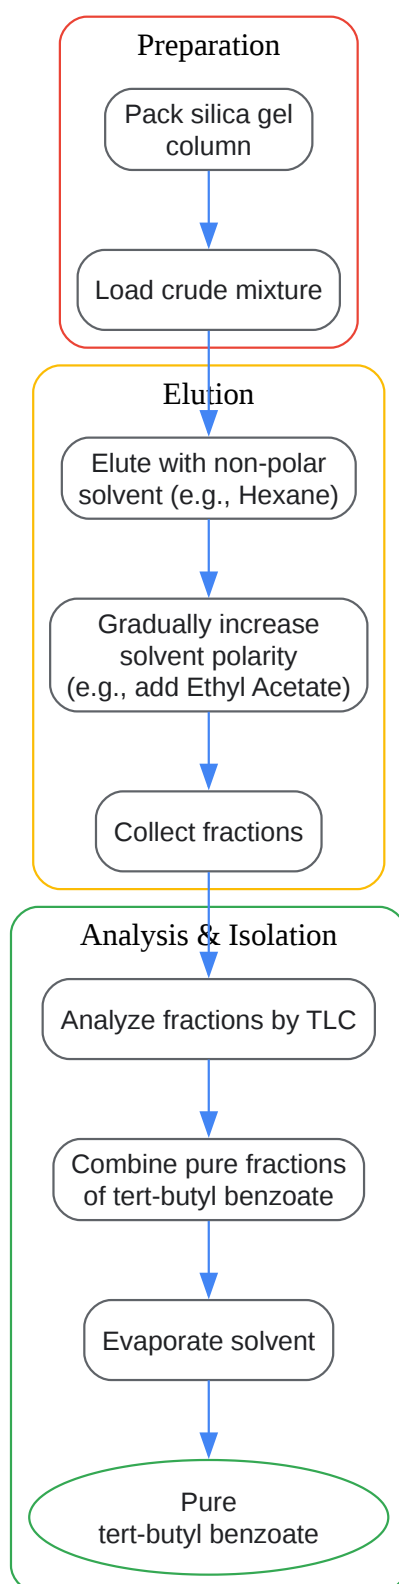 Preparation
Pack silica gel
column
Load crude mixture
Elution
Elute with non-polar
solvent (e.g., Hexane)
Gradually increase
solvent polarity
(e.g., add Ethyl Acetate)
Collect fractions
Analysis & Isolation
Analyze fractions by TLC
Combine pure fractions
of tert-butyl benzoate
Evaporate solvent
Pure
tert-butyl benzoate